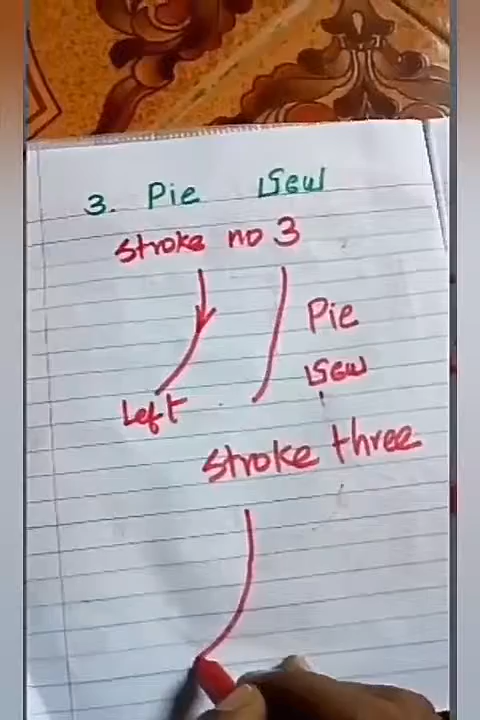 3. Pie
Stroke no 3
Pie
Left
Stroke three